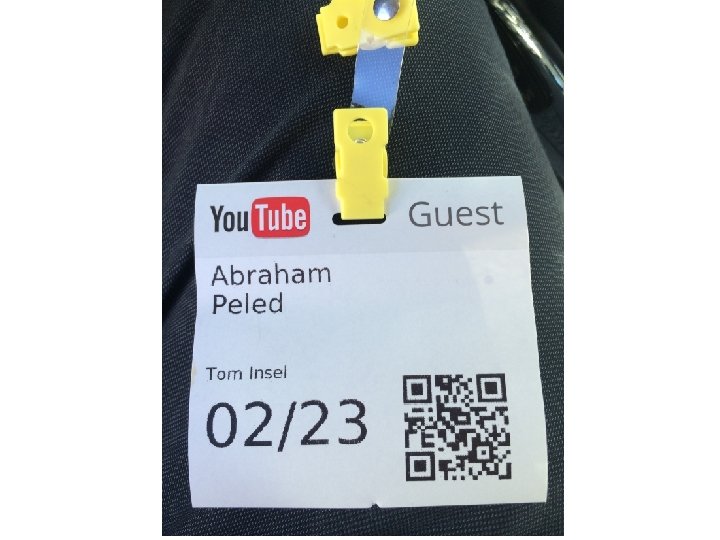 YouTube Guest
Abraham
Peled
Tom Insel
02/23